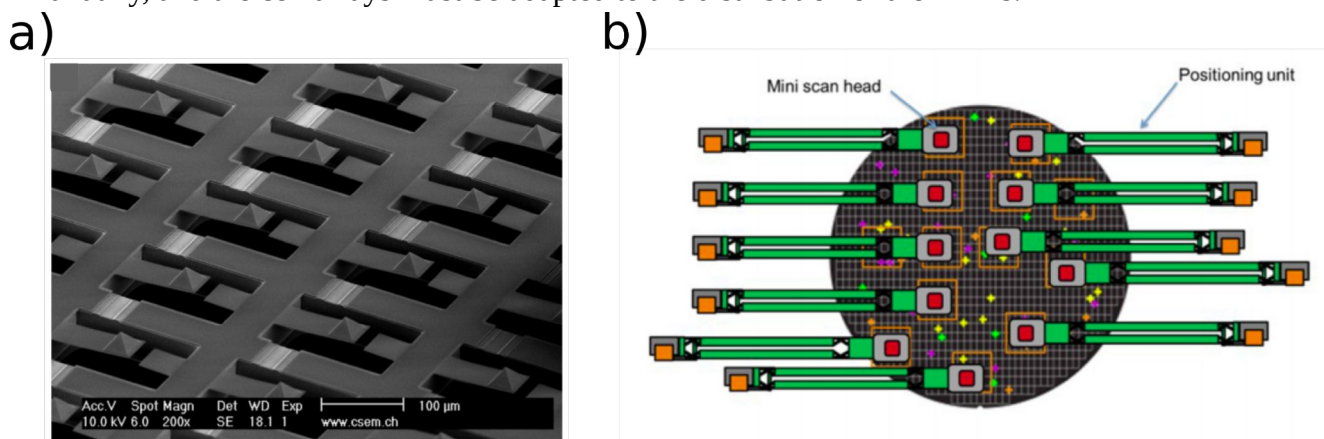 a)
b)
Mini scan head
Positioning unit
Acc.V Spot Magn Det WD Exp
100 µm
10.0 kV 6.0 200x SE 18.1 1 www.csem.ch